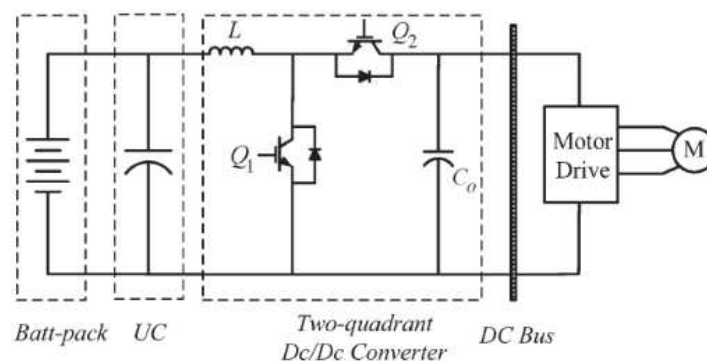 L
Q2
Q1
Co
Motor
Drive
M
Batt-pack
UC
Two-quadrant
Dc/Dc Converter
DC Bus